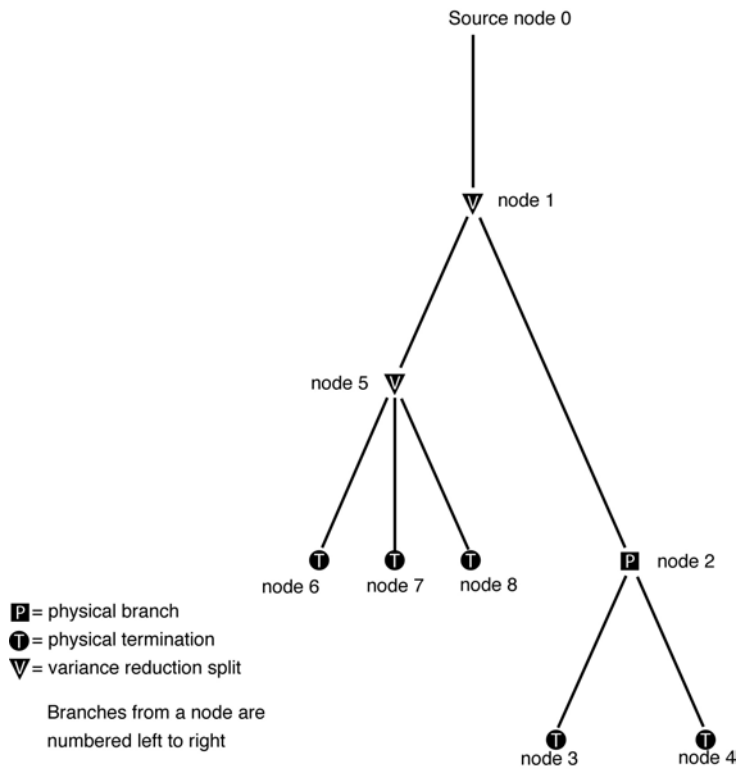 Source node 0
V node 1
node 5 V
T T T P node 2
node 6 node 7 node 8
P = physical branch
T = physical termination
V = variance reduction split
Branches from a node are
numbered left to right
T T
node 3 node 4